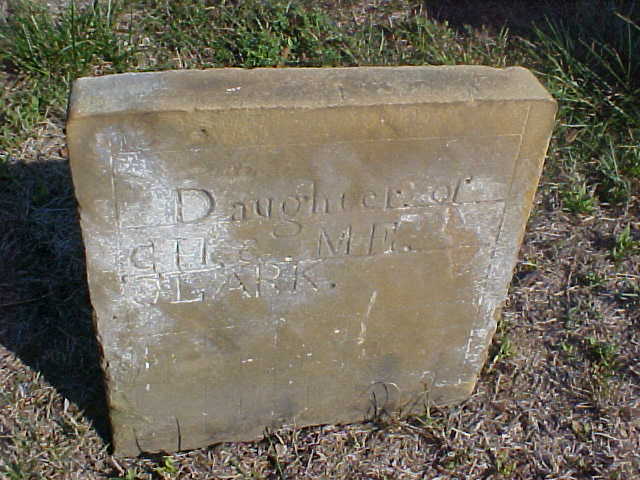 Daughter of
J H & M H.
CLARK.